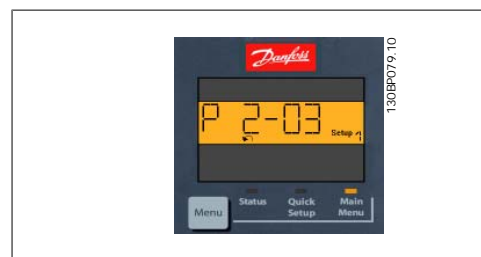 Danfoss
P 2-03
Setup 1
Status
Quick Setup
Main Menu
Menu
130BP079.10